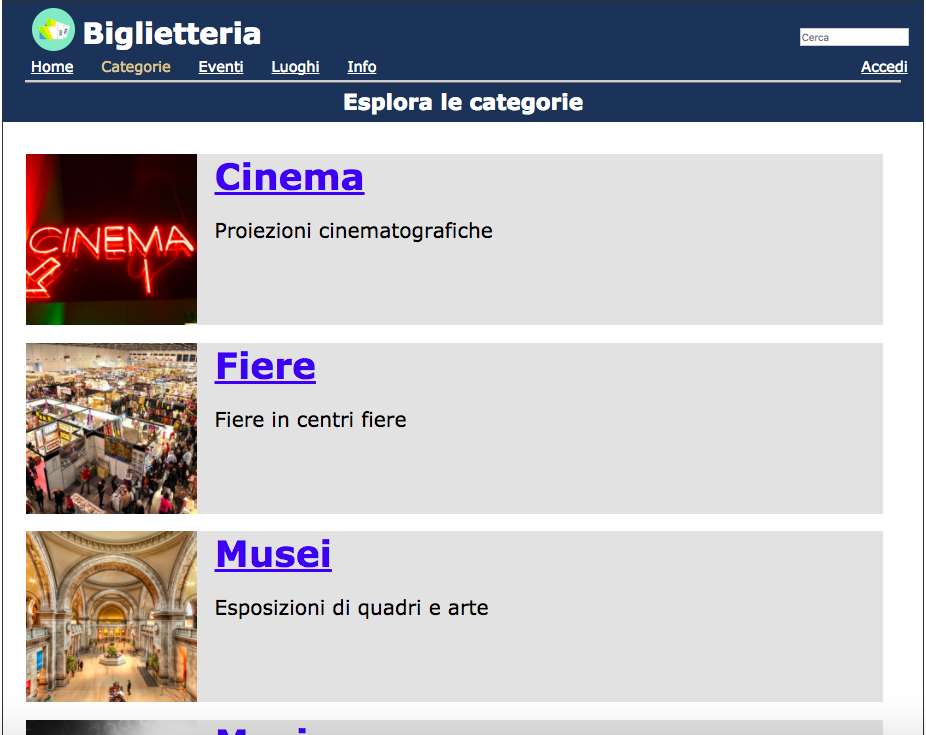 Biglietteria
Cerca
Home Categorie Eventi Luoghi Info Accedi
Esplora le categorie
CINEMA
Cinema
Proiezioni cinematografiche
Fiere
Fiere in centri fiere
Musei
Esposizioni di quadri e arte